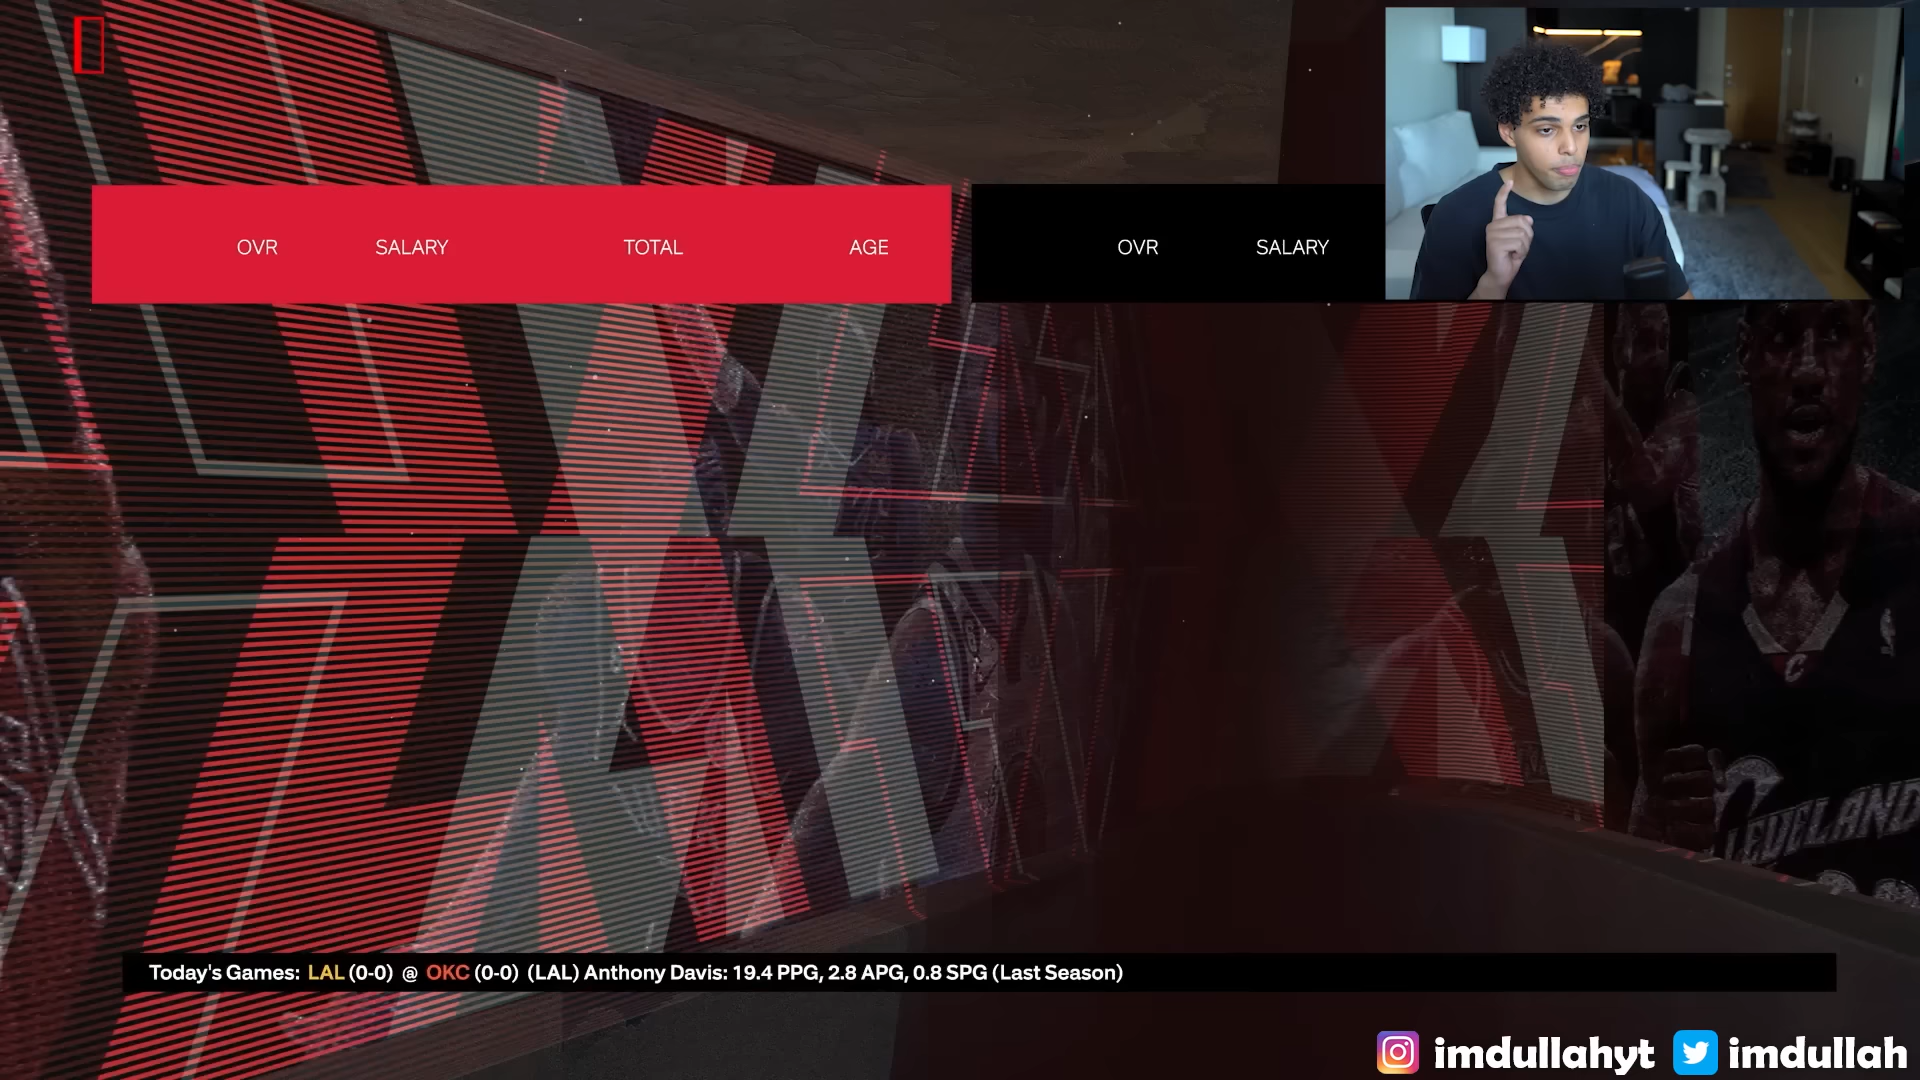 OVR SALARY TOTAL AGE
OVR SALARY
C
CLEVELAND
Today's Games: LAL (0-0) @ OKC (0-0) (LAL) Anthony Davis: 19.4 PPG, 2.8 APG, 0.8 SPG (Last Season)
imdullahyt imdullah